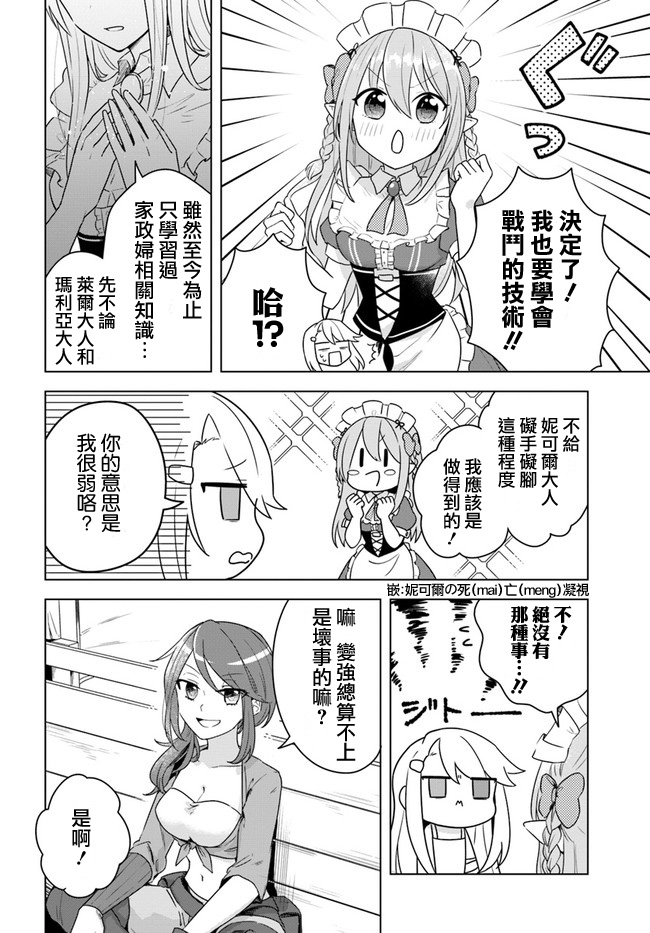 ぐっ
決定了！
我也要學會
戰鬥的技術！！
哈！？
雖然至今為止
只學習過
家政婦相關知識…
先不論
萊爾大人和
瑪利亞大人
不給
妮可爾大人
礙手礙腳
這種程度
我應該是
做得到的！
你的意思是
我很弱咯？
嵌:妮可爾の死(mai)亡(meng)凝視
不！
絕沒有
那種事…！！
ジトー
嘛 變強總算不上
是壞事的嘛？
是啊！